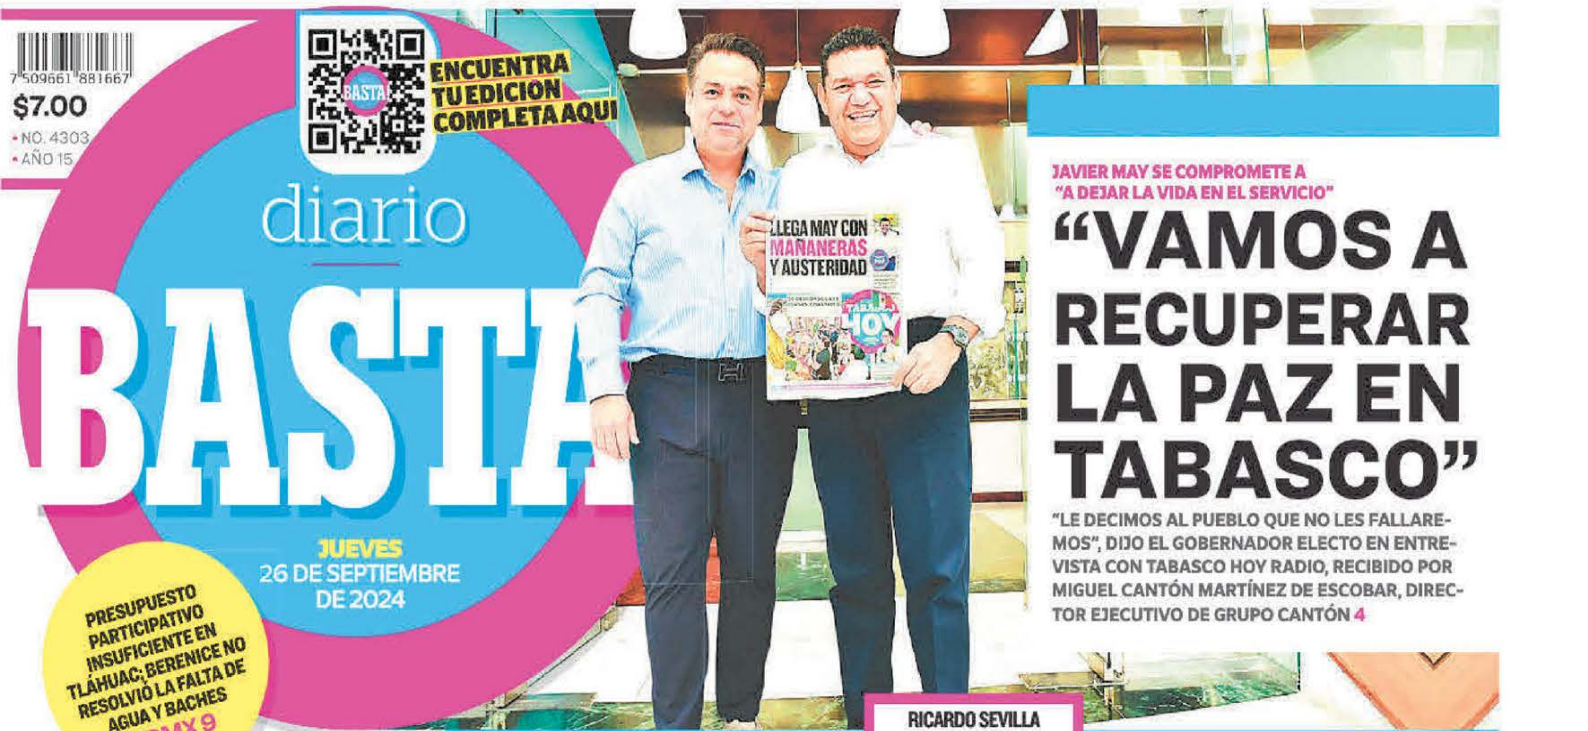 7 509661 881667
$7.00
• NO. 4303
• AÑO 15
BASTA
ENCUENTRA
TU EDICION
COMPLETA AQUI
diario
BASTA
JUEVES
26 DE SEPTIEMBRE
DE 2024
PRESUPUESTO
PARTICIPATIVO
INSUFICIENTE EN
TLÁHUAC; BERENICE NO
RESOLVIÓ LA FALTA DE
AGUA Y BACHES
LLEGA MAY CON
MAÑANERAS
Y AUSTERIDAD
TABASCO
HOY
JAVIER MAY SE COMPROMETE A
“A DEJAR LA VIDA EN EL SERVICIO”
“VAMOS A
RECUPERAR
LA PAZ EN
TABASCO”
“LE DECIMOS AL PUEBLO QUE NO LES FALLARE-
MOS”, DIJO EL GOBERNADOR ELECTO EN ENTRE-
VISTA CON TABASCO HOY RADIO, RECIBIDO POR
MIGUEL CANTÓN MARTÍNEZ DE ESCOBAR, DIREC-
TOR EJECUTIVO DE GRUPO CANTÓN 4
RICARDO SEVILLA